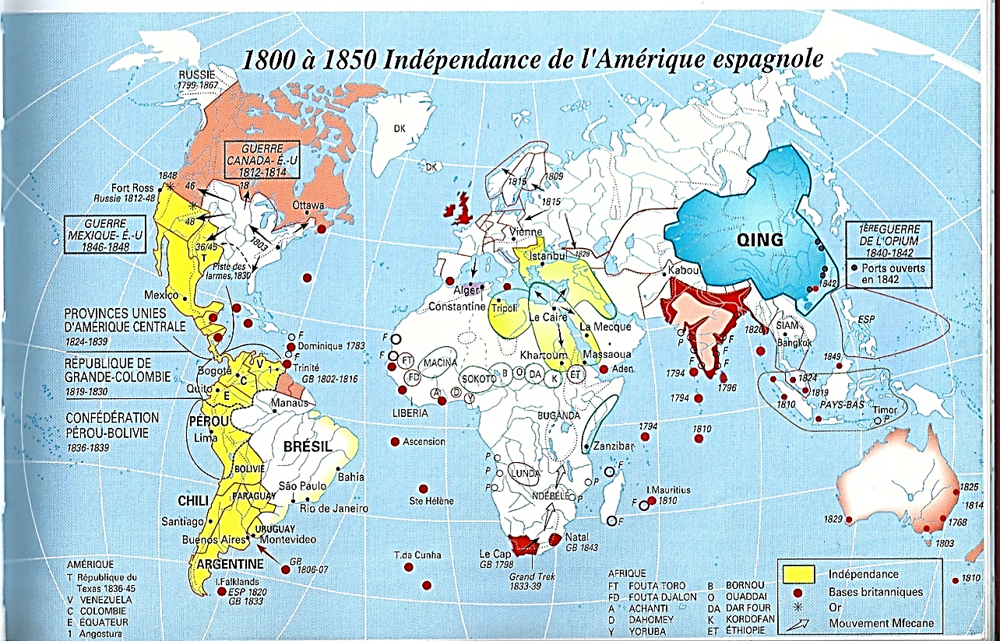 1800 à 1850 Indépendance de l'Amérique espagnole
RUSSIE
1799-1867
DK
DK
GUERRE
CANADA- É.-U
1812-1814
1848
46
18
Fort Ross
Russie 1812-48
48
Ottawa
GUERRE
MEXIQUE- É.-U
1846-1848
36/45
T
1803
Piste des
larmes,1830
Mexico
1815
1809
1815
Vienne
Istanbul
1828
Alger
Constantine
Tripoli
Le Caire
La Mecque
Khartoum
Massaoua
Aden
Kaboul
QING
1ÈRE GUERRE
DE L'OPIUM
1840-1842
Ports ouverts
en 1842
1842
ESP
SIAM
Bangkok
1826
PROVINCES UNIES
D'AMÉRIQUE CENTRALE
1824-1839
RÉPUBLIQUE DE
GRANDE-COLOMBIE
1819-1830
CONFÉDÉRATION
PÉROU-BOLIVIE
1836-1839
F
Dominique 1783
F
Trinité
GB 1802-1816
Bogotá
V
1
C
Quito
E
Manaus
PÉROU
Lima
BRÉSIL
BOLIVIE
Bahia
São Paulo
PARAGUAY
Rio de Janeiro
CHILI
Santiago
URUGUAY
Buenos Aires
Montevideo
ARGENTINE
GB
1806-07
I.Falklands
ESP 1820
GB 1833
F
F
FT
FD
MACINA
SOKOTO
B
O
DA
K
ET
A
D
Y
LIBERIA
BUGANDA
Ascension
Zanzibar
P
P
P
LUNDA
P
NDÉBÉLÉ
P
Ste Hélène
F
F
F
I.Mauritius
1810
Le Cap
GB 1798
Natal
GB 1843
Grand Trek
1833-39
T.da Cunha
F
P
P
F
F
F
F
1794
1796
1794
1794
1810
1849
1824
1819
1810
PAYS-BAS
Timor
P
1825
1814
1768
1829
1803
1810
AMÉRIQUE
T République du
Texas 1836-45
V VENEZUELA
C COLOMBIE
E ÉQUATEUR
1 Angostura
AFRIQUE
FT FOUTA TORO
FD FOUTA DJALON
A ACHANTI
D DAHOMEY
Y YORUBA
B BORNOU
O OUADDAI
DA DAR FOUR
K KORDOFAN
ET ÉTHIOPIE
Indépendance
Bases britanniques
Or
Mouvement Mfecane